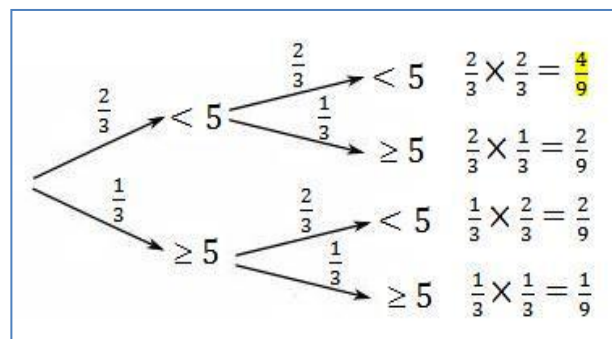 2/3 < 5 2/3 × 2/3 = 4/9
2/3 < 5 1/3
≥ 5 2/3 × 1/3 = 2/9
1/3 2/3 < 5 1/3 × 2/3 = 2/9
≥ 5 1/3
≥ 5 1/3 × 1/3 = 1/9